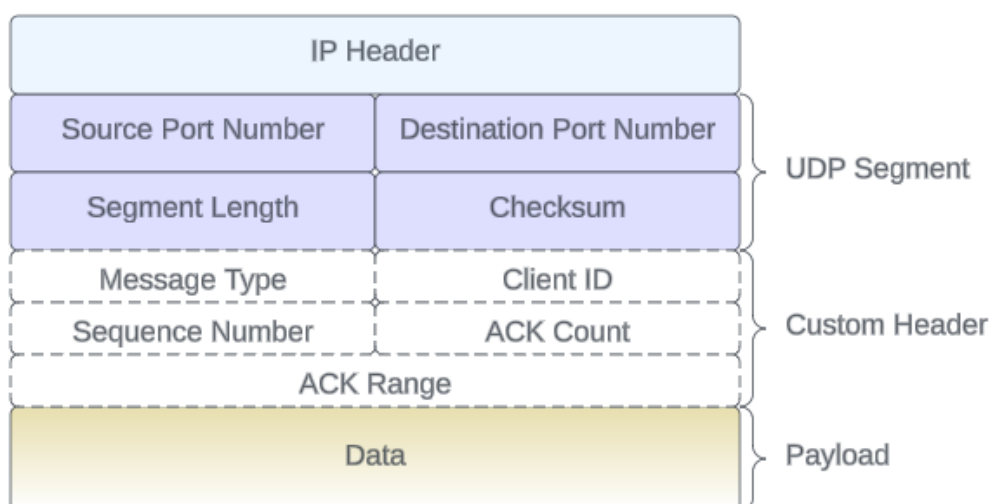 IP Header
Source Port Number
Destination Port Number
UDP Segment
Segment Length
Checksum
Message Type
Client ID
Sequence Number
ACK Count
Custom Header
ACK Range
Data
Payload